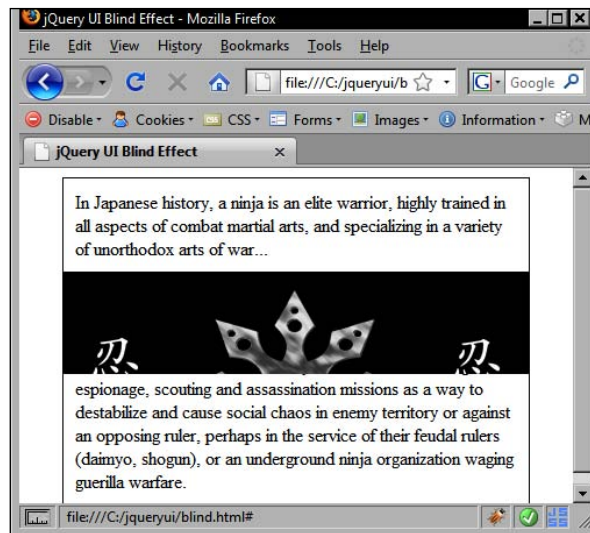 jQuery UI Blind Effect - Mozilla Firefox
File Edit View History Bookmarks Tools Help
file:///C:/jqueryui/b G Google
Disable Cookies CSS Forms Images Information M
jQuery UI Blind Effect
In Japanese history, a ninja is an elite warrior, highly trained in
all aspects of combat martial arts, and specializing in a variety
of unorthodox arts of war...
忍 忍
espionage, scouting and assassination missions as a way to
destabilize and cause social chaos in enemy territory or against
an opposing ruler, perhaps in the service of their feudal rulers
(daimyo, shogun), or an underground ninja organization waging
guerilla warfare.
file:///C:/jqueryui/blind.html#